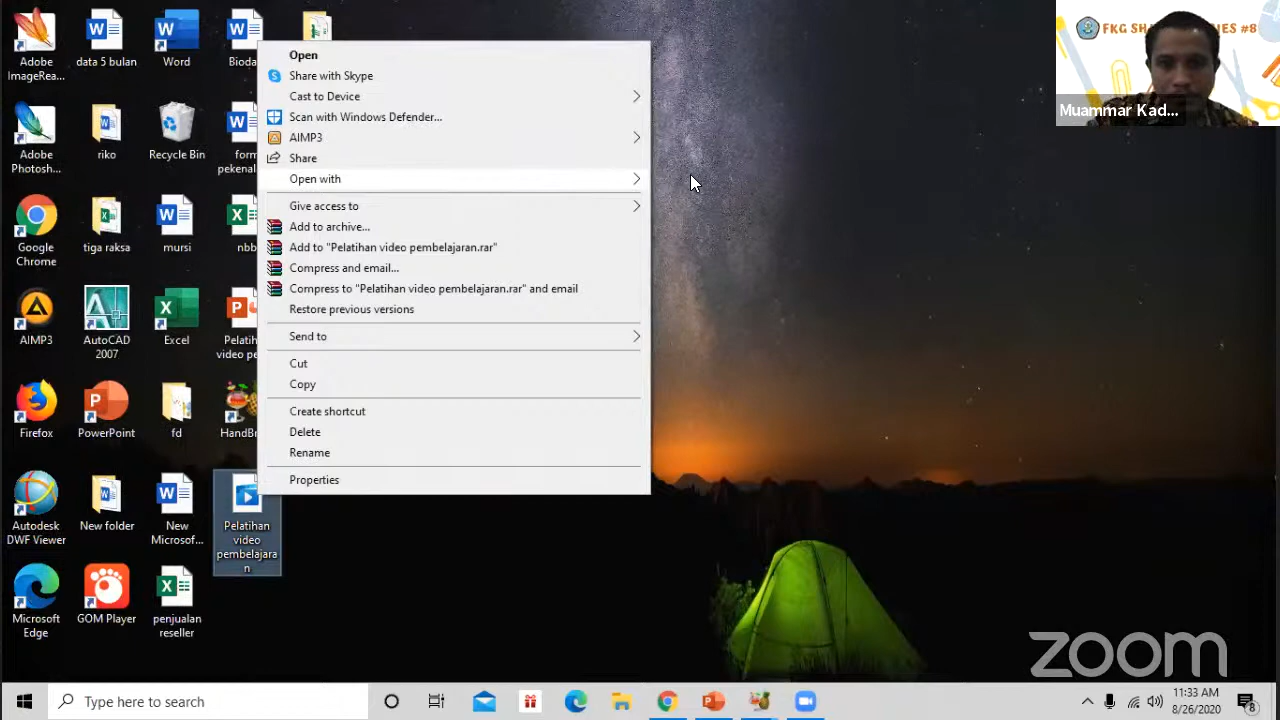 Adobe
ImageRea...
data 5 bulan
Word
Bioda
Adobe
Photosh...
riko
Recycle Bin
form
pekenal
Google
Chrome
tiga raksa
mursi
nbb
AIMP3
AutoCAD
2007
Excel
Pelati
video pe
Firefox
PowerPoint
fd
HandBr
Autodesk
DWF Viewer
New folder
New
Microsof...
Pelatihan
video
pembelajara
n
Microsoft
Edge
GOM Player
penjualan
reseller
Open
Share with Skype
Cast to Device
Scan with Windows Defender...
AIMP3
Share
Open with
Give access to
Add to archive...
Add to "Pelatihan video pembelajaran.rar"
Compress and email...
Compress to "Pelatihan video pembelajaran.rar" and email
Restore previous versions
Send to
Cut
Copy
Create shortcut
Delete
Rename
Properties
FKG SH
IES #8
Muammar Kad...
zoom
Type here to search
11:33 AM
8/26/2020
8